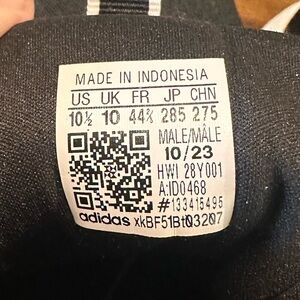 MADE IN INDONESIA
US UK FR JP CHN
10½ 10 44⅔ 285 275
MALE/MÂLE
10/23
HWI 28Y001
A:ID0468
#133415495
adidas xkBF51Bt03207